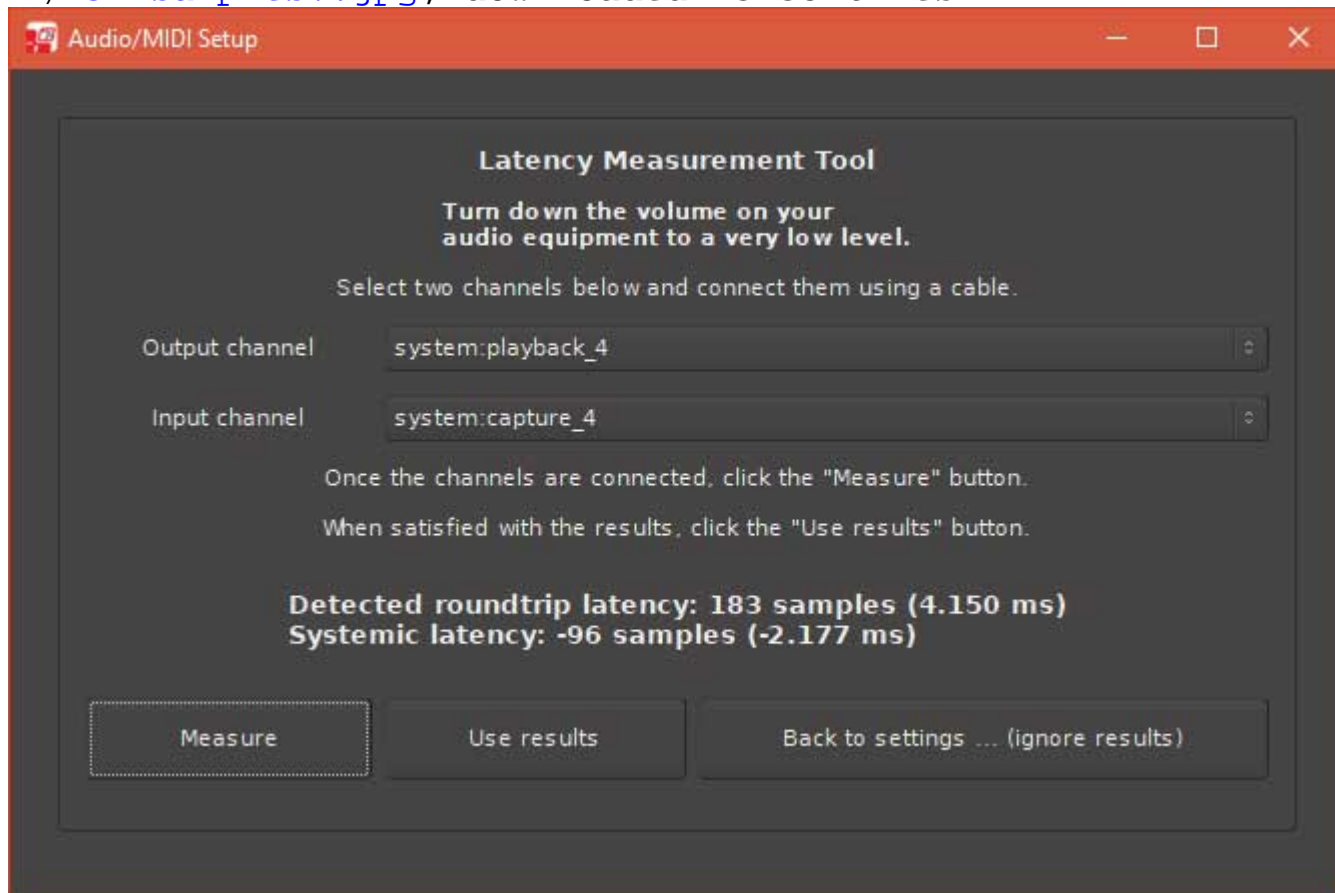 Audio/MIDI Setup
Latency Measurement Tool
Turn down the volume on your
audio equipment to a very low level.
Select two channels below and connect them using a cable.
Output channel system:playback_4
Input channel system:capture_4
Once the channels are connected, click the "Measure" button.
When satisfied with the results, click the "Use results" button.
Detected roundtrip latency: 183 samples (4.150 ms)
Systemic latency: -96 samples (-2.177 ms)
Measure Use results Back to settings ... (ignore results)